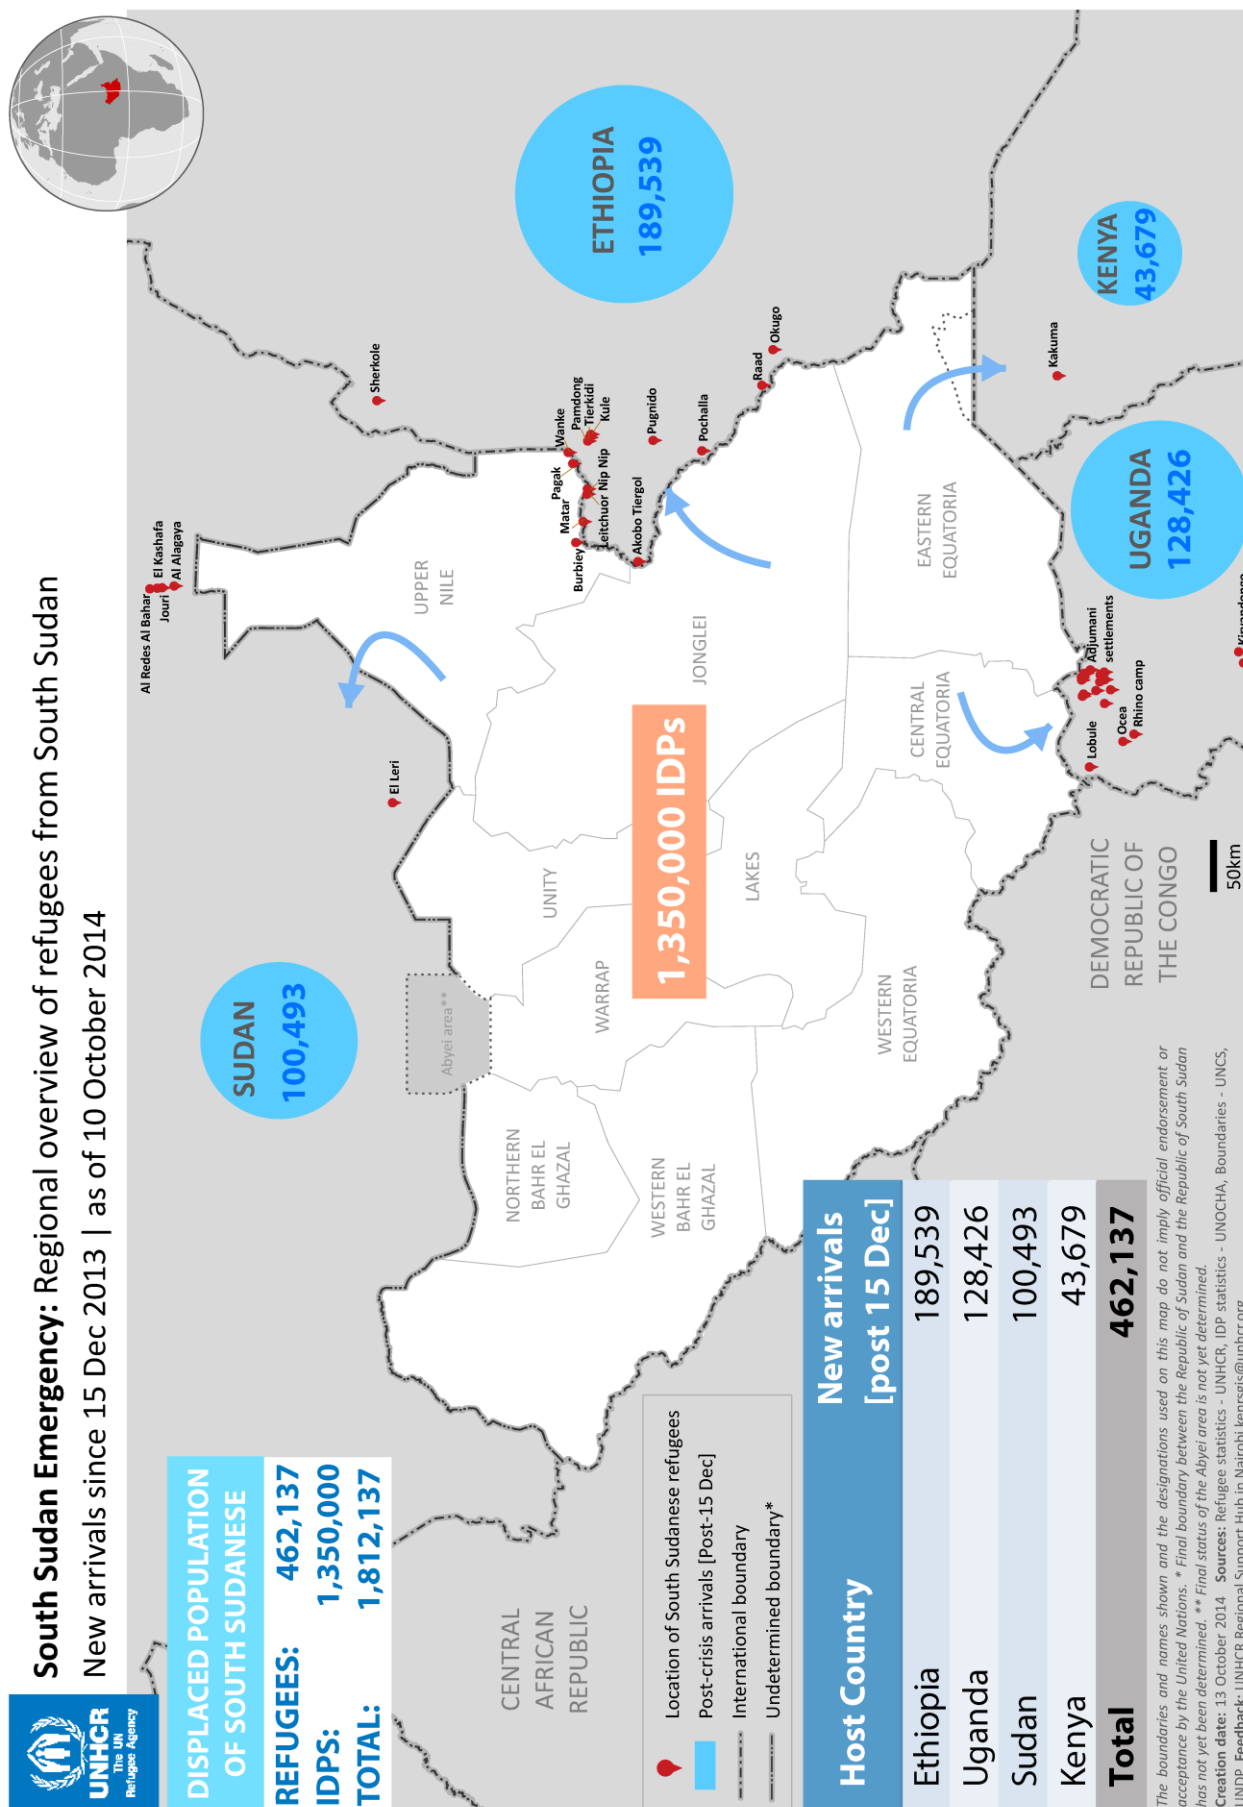 South Sudan Emergency: Regional overview of refugees from South Sudan
New arrivals since 15 Dec 2013 | as of 10 October 2014
UNHCR
The UN
Refugee Agency
DISPLACED POPULATION
OF SOUTH SUDANESE
REFUGEES: 462,137
IDPS: 1,350,000
TOTAL: 1,812,137
SUDAN
100,493
ETHIOPIA
189,539
UGANDA
128,426
KENYA
43,679
1,350,000 IDPs
Al Redes Al Bahar
El Kashafa
Jouri
Al Alagaya
El Leri
Sherkole
Wanke
Pagak
Pamdong
Tierkidi
Kule
Matar
Leitchuor Nip Nip
Burbiey
Akobo Tiergol
Pugnido
Pochalla
Raad
Okugo
Kakuma
Adjumani
settlements
Lobule
Ocea
Rhino camp
Abyei area**
UPPER
NILE
UNITY
JONGLEI
WARRAP
LAKES
NORTHERN
BAHR EL
GHAZAL
WESTERN
BAHR EL
GHAZAL
WESTERN
EQUATORIA
CENTRAL
EQUATORIA
EASTERN
EQUATORIA
CENTRAL
AFRICAN
REPUBLIC
DEMOCRATIC
REPUBLIC OF
THE CONGO
50km
Location of South Sudanese refugees
Post-crisis arrivals [Post-15 Dec]
International boundary
Undetermined boundary*
Host Country New arrivals
[post 15 Dec]
Ethiopia 189,539
Uganda 128,426
Sudan 100,493
Kenya 43,679
Total 462,137
The boundaries and names shown and the designations used on this map do not imply official endorsement or
acceptance by the United Nations. * Final boundary between the Republic of Sudan and the Republic of South Sudan
has not yet been determined. ** Final status of the Abyei area is not yet determined.
Creation date: 13 October 2014 Sources: Refugee statistics - UNHCR, IDP statistics - UNOCHA, Boundaries - UNCS,
UNDP Feedback: UNHCR Regional Support Hub in Nairobi kenrsgis@unhcr.org